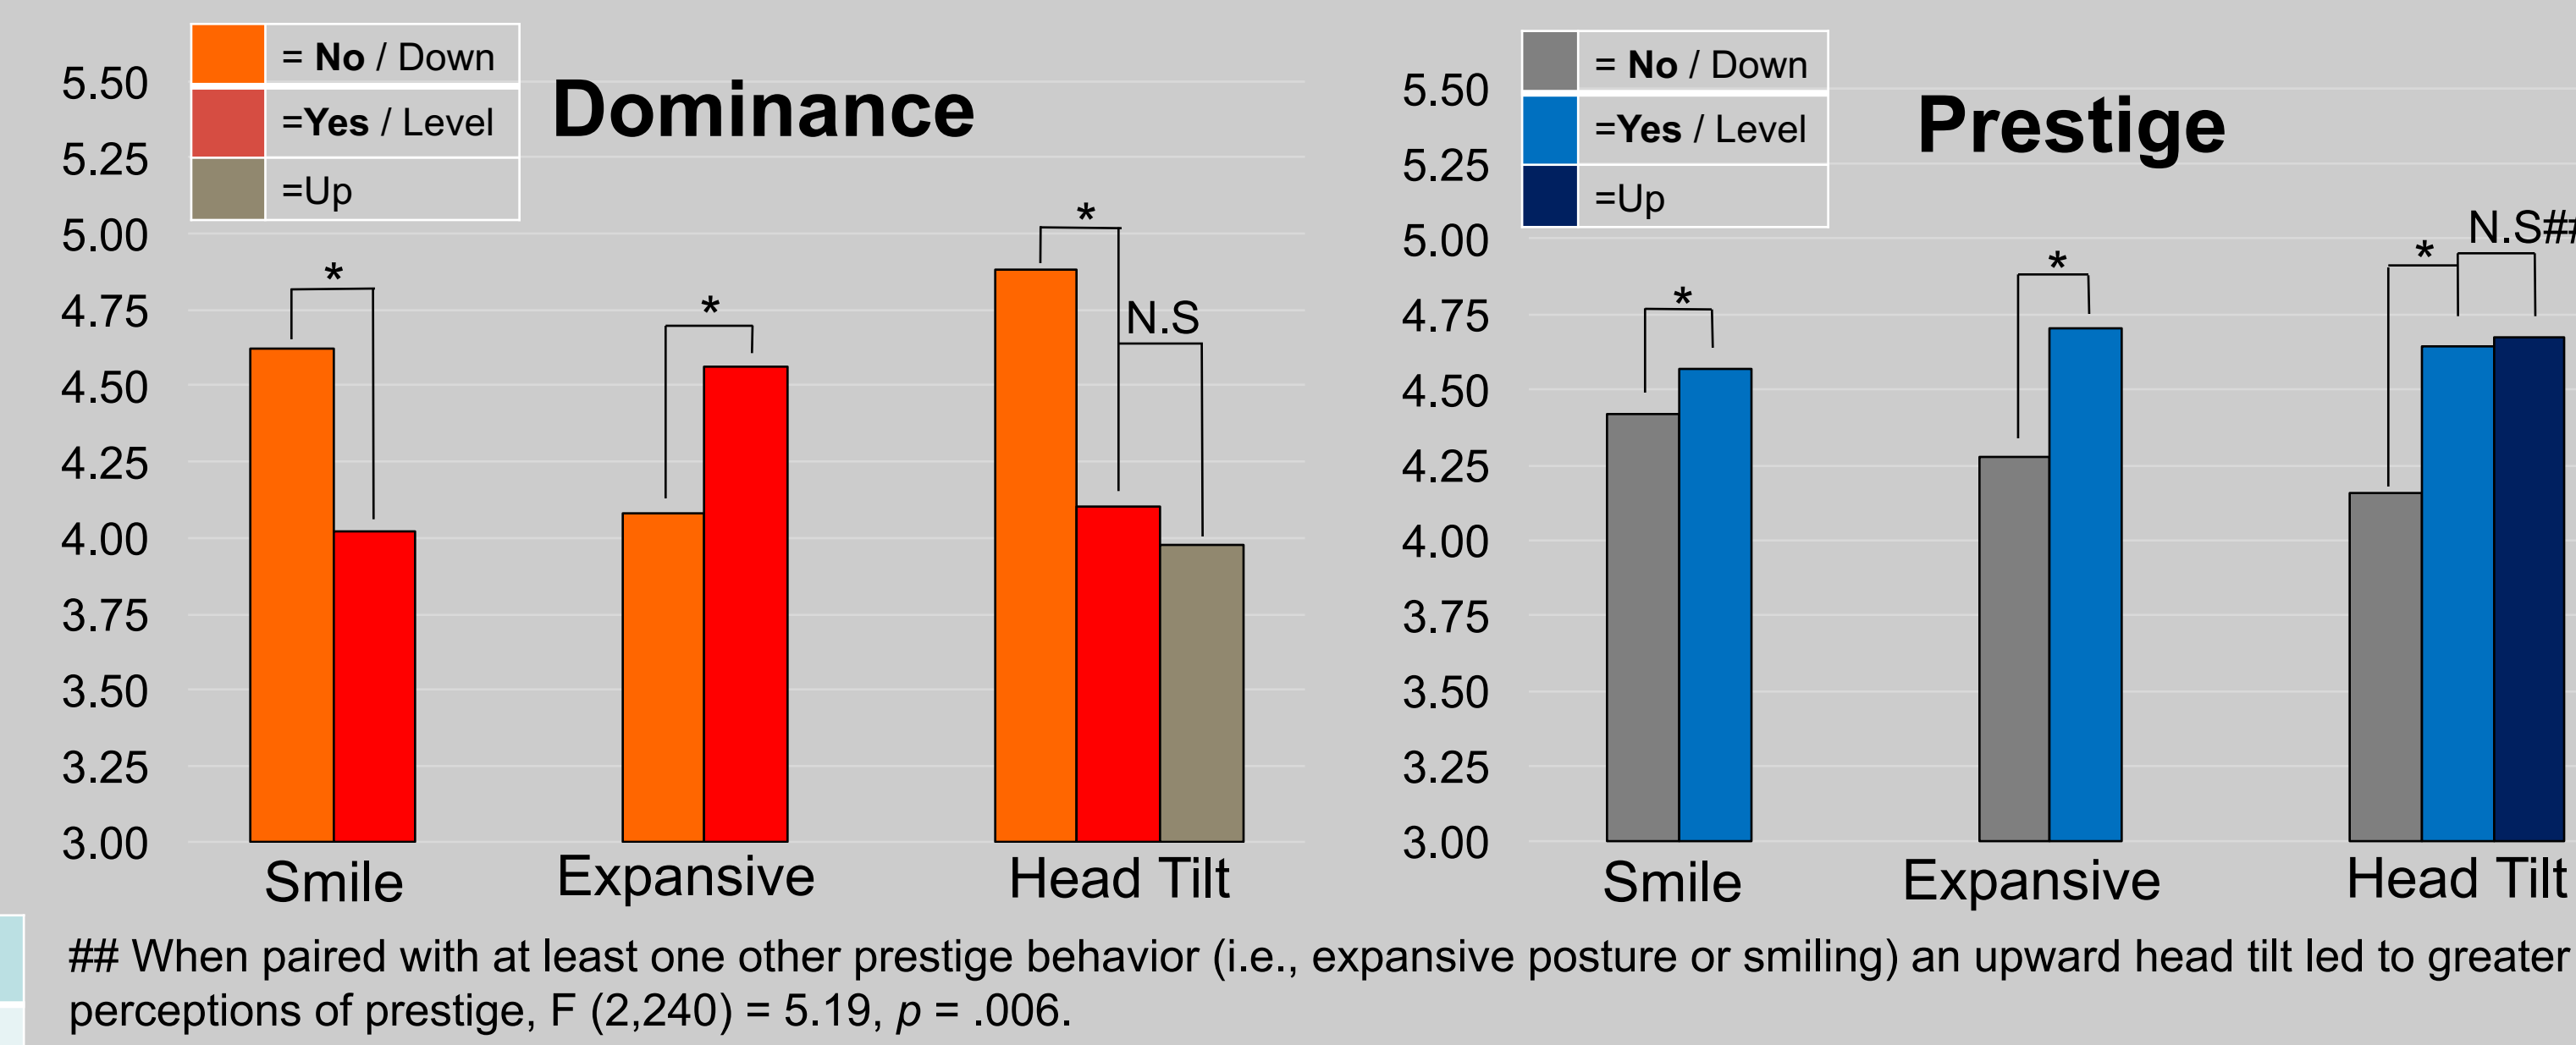 = No / Down
=Yes / Level
=Up
Dominance
5.50
5.25
5.00
4.75
4.50
4.25
4.00
3.75
3.50
3.25
3.00
*
*
*
N.S
Smile
Expansive
Head Tilt
= No / Down
=Yes / Level
=Up
Prestige
5.50
5.25
5.00
4.75
4.50
4.25
4.00
3.75
3.50
3.25
3.00
*
*
*
N.S##
Smile
Expansive
Head Tilt
## When paired with at least one other prestige behavior (i.e., expansive posture or smiling) an upward head tilt led to greater
perceptions of prestige, F (2,240) = 5.19, p = .006.